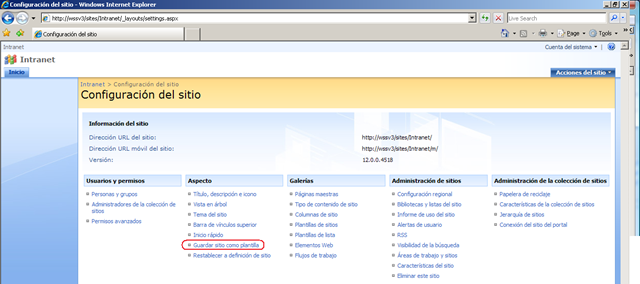 Configuración del sitio - Windows Internet Explorer
http://wssv3/sites/Intranet/_layouts/settings.aspx
Live Search
Configuración del sitio
Page
Tools
Intranet
Cuenta del sistema
Intranet
Inicio
Acciones del sitio
Intranet > Configuración del sitio
Configuración del sitio
Información del sitio
Dirección URL del sitio: http://wssv3/sites/Intranet/
Dirección URL móvil del sitio: http://wssv3/sites/Intranet/m/
Versión: 12.0.0.4518
Usuarios y permisos
Personas y grupos
Administradores de la colección de
sitios
Permisos avanzados
Aspecto
Título, descripción e icono
Vista en árbol
Tema del sitio
Barra de vínculos superior
Inicio rápido
Guardar sitio como plantilla
Restablecer a definición de sitio
Galerías
Páginas maestras
Tipo de contenido de sitio
Columnas de sitio
Plantillas de sitios
Plantillas de lista
Elementos Web
Flujos de trabajo
Administración de sitios
Configuración regional
Bibliotecas y listas del sitio
Informe de uso del sitio
Alertas de usuario
RSS
Visibilidad de la búsqueda
Áreas de trabajo y sitios
Características del sitio
Eliminar este sitio
Administración de la colección de sitios
Papelera de reciclaje
Características de la colección de sitios
Jerarquía de sitios
Conexión del sitio del portal